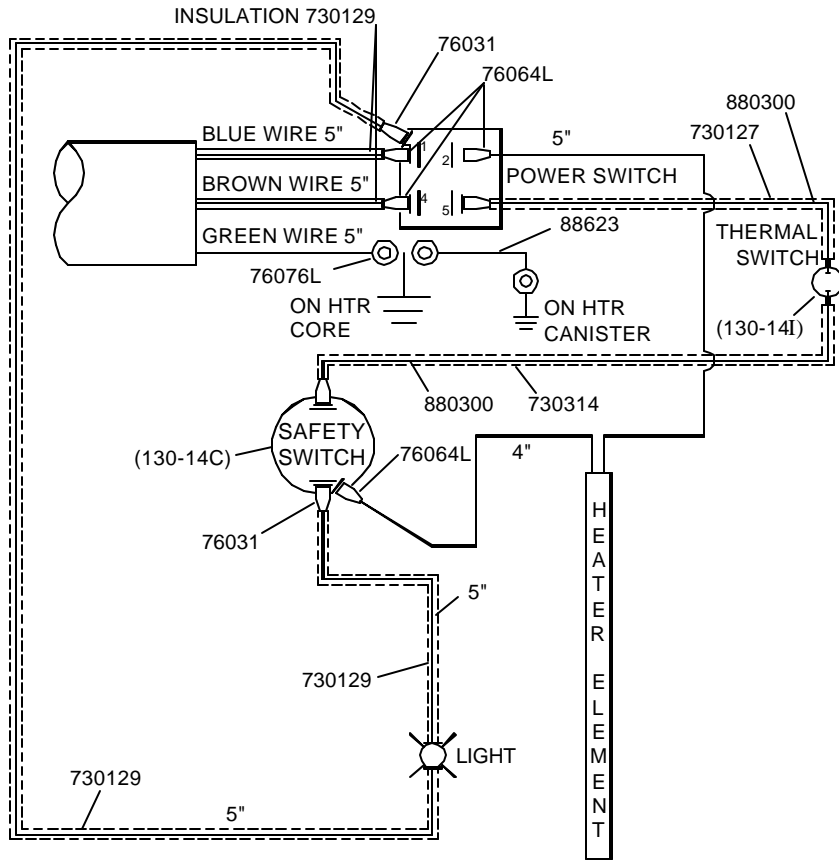 INSULATION 730129
76031
76064L
880300
730127
BLUE WIRE 5"
5"
1
2
BROWN WIRE 5"
POWER SWITCH
4
5
GREEN WIRE 5"
88623
THERMAL
SWITCH
76076L
ON HTR
CORE
ON HTR
CANISTER
(130-14I)
880300
730314
SAFETY
SWITCH
(130-14C)
76064L
4"
76031
HEATER ELEMENT
5"
730129
LIGHT
730129
5"